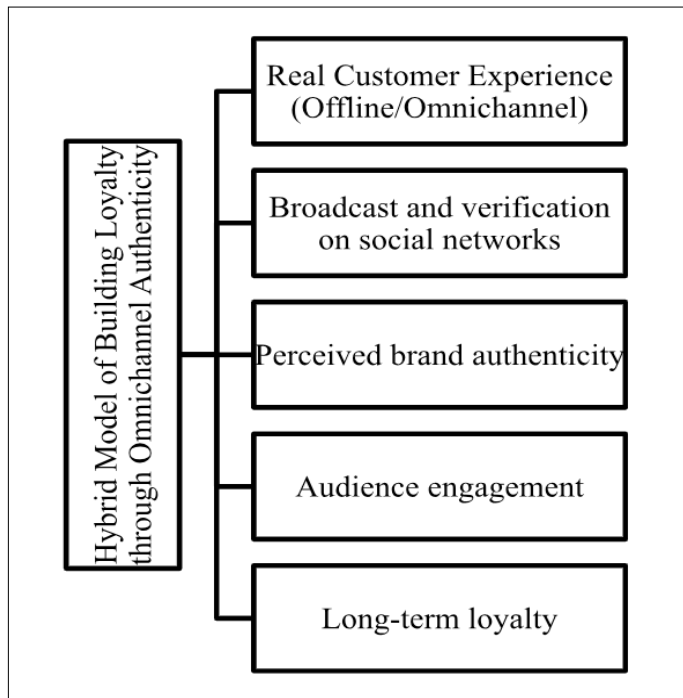 Hybrid Model of Building Loyalty
through Omnichannel Authenticity
Real Customer Experience
(Offline/Omnichannel)
Broadcast and verification
on social networks
Perceived brand authenticity
Audience engagement
Long-term loyalty